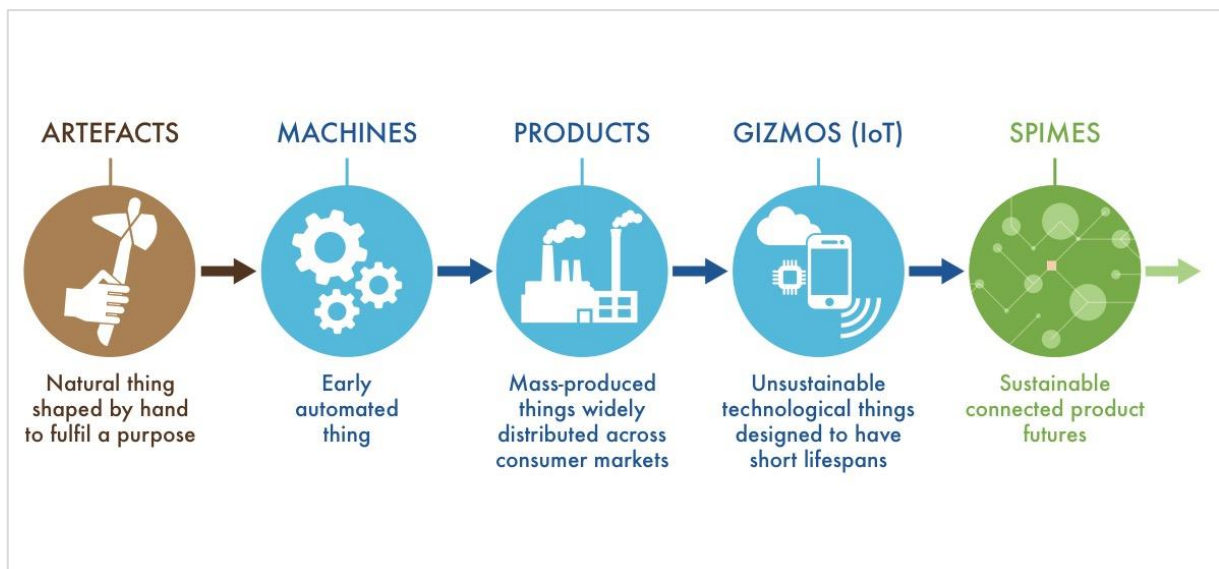 ARTEFACTS
MACHINES
PRODUCTS
GIZMOS (IoT)
SPIMES
Natural thing
shaped by hand
to fulfil a purpose
Early
automated
thing
Mass-produced
things widely
distributed across
consumer markets
Unsustainable
technological things
designed to have
short lifespans
Sustainable
connected product
futures